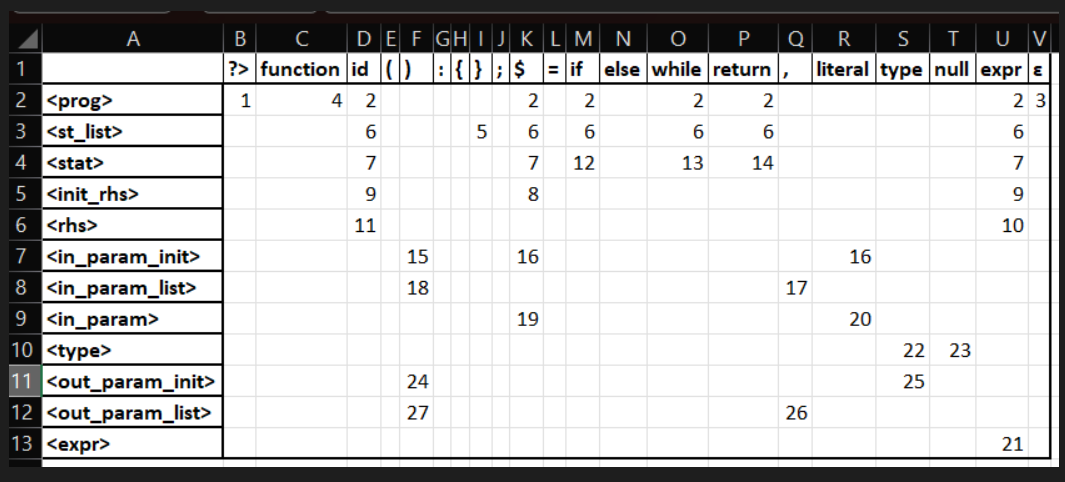 A B C D E F G H I J K L M N O P Q R S T U V
1 ?> function id ( ) : { } ; $ = if else while return , literal type null expr ε
2 <prog> 1 4 2 2 2 2 2 2 3
3 <st_list> 6 5 6 6 6 6 6
4 <stat> 7 7 12 13 14 7
5 <init_rhs> 9 8 9
6 <rhs> 11 10
7 <in_param_init> 15 16 16
8 <in_param_list> 18 17
9 <in_param> 19 20
10 <type> 22 23
11 <out_param_init> 24 25
12 <out_param_list> 27 26
13 <expr> 21